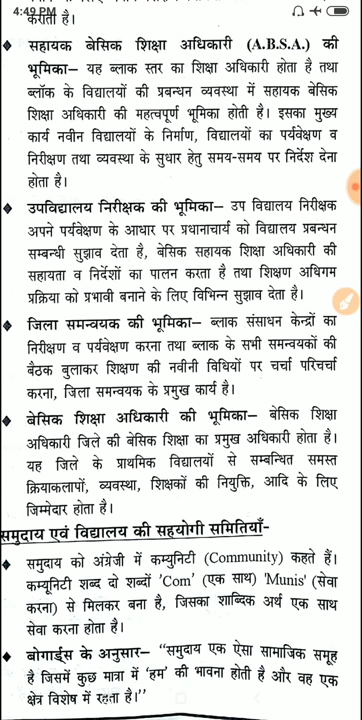 4:49 PM
कराता है।
सहायक बेसिक शिक्षा अधिकारी (A.B.S.A.) की
भूमिका– यह ब्लाक स्तर का शिक्षा अधिकारी होता है तथा
ब्लॉक के विद्यालयों की प्रबन्धन व्यवस्था में सहायक बेसिक
शिक्षा अधिकारी की महत्वपूर्ण भूमिका होती है। इसका मुख्य
कार्य नवीन विद्यालयों के निर्माण, विद्यालयों का पर्यवेक्षण व
निरीक्षण तथा व्यवस्था के सुधार हेतु समय-समय पर निर्देश देना
होता है।
उपविद्यालय निरीक्षक की भूमिका– उप विद्यालय निरीक्षक
अपने पर्यवेक्षण के आधार पर प्रधानाचार्य को विद्यालय प्रबन्धन
सम्बन्धी सुझाव देता है, बेसिक सहायक शिक्षा अधिकारी की
सहायता व निर्देशों का पालन करता है तथा शिक्षण अधिगम
प्रक्रिया को प्रभावी बनाने के लिए विभिन्न सुझाव देता है।
जिला समन्वयक की भूमिका– ब्लाक संसाधन केन्द्रों का
निरीक्षण व पर्यवेक्षण करना तथा ब्लाक के सभी समन्वयकों की
बैठक बुलाकर शिक्षण की नवीनी विधियों पर चर्चा परिचर्चा
करना, जिला समन्वयक के प्रमुख कार्य है।
बेसिक शिक्षा अधिकारी की भूमिका– बेसिक शिक्षा
अधिकारी जिले की बेसिक शिक्षा का प्रमुख अधिकारी होता है।
यह जिले के प्राथमिक विद्यालयों से सम्बन्धित समस्त
क्रियाकलापों, व्यवस्था, शिक्षकों की नियुक्ति, आदि के लिए
जिम्मेदार होता है।
समुदाय एवं विद्यालय की सहयोगी समितियाँ-
समुदाय को अंग्रेजी में कम्युनिटी (Community) कहते हैं।
कम्यूनिटी शब्द दो शब्दों 'Com' (एक साथ) 'Munis' (सेवा
करना) से मिलकर बना है, जिसका शाब्दिक अर्थ एक साथ
सेवा करना होता है।
बोगार्ड्स के अनुसार– “समुदाय एक ऐसा सामाजिक समूह
है जिसमें कुछ मात्रा में ‘हम’ की भावना होती है और वह एक
क्षेत्र विशेष में रहता है।’’